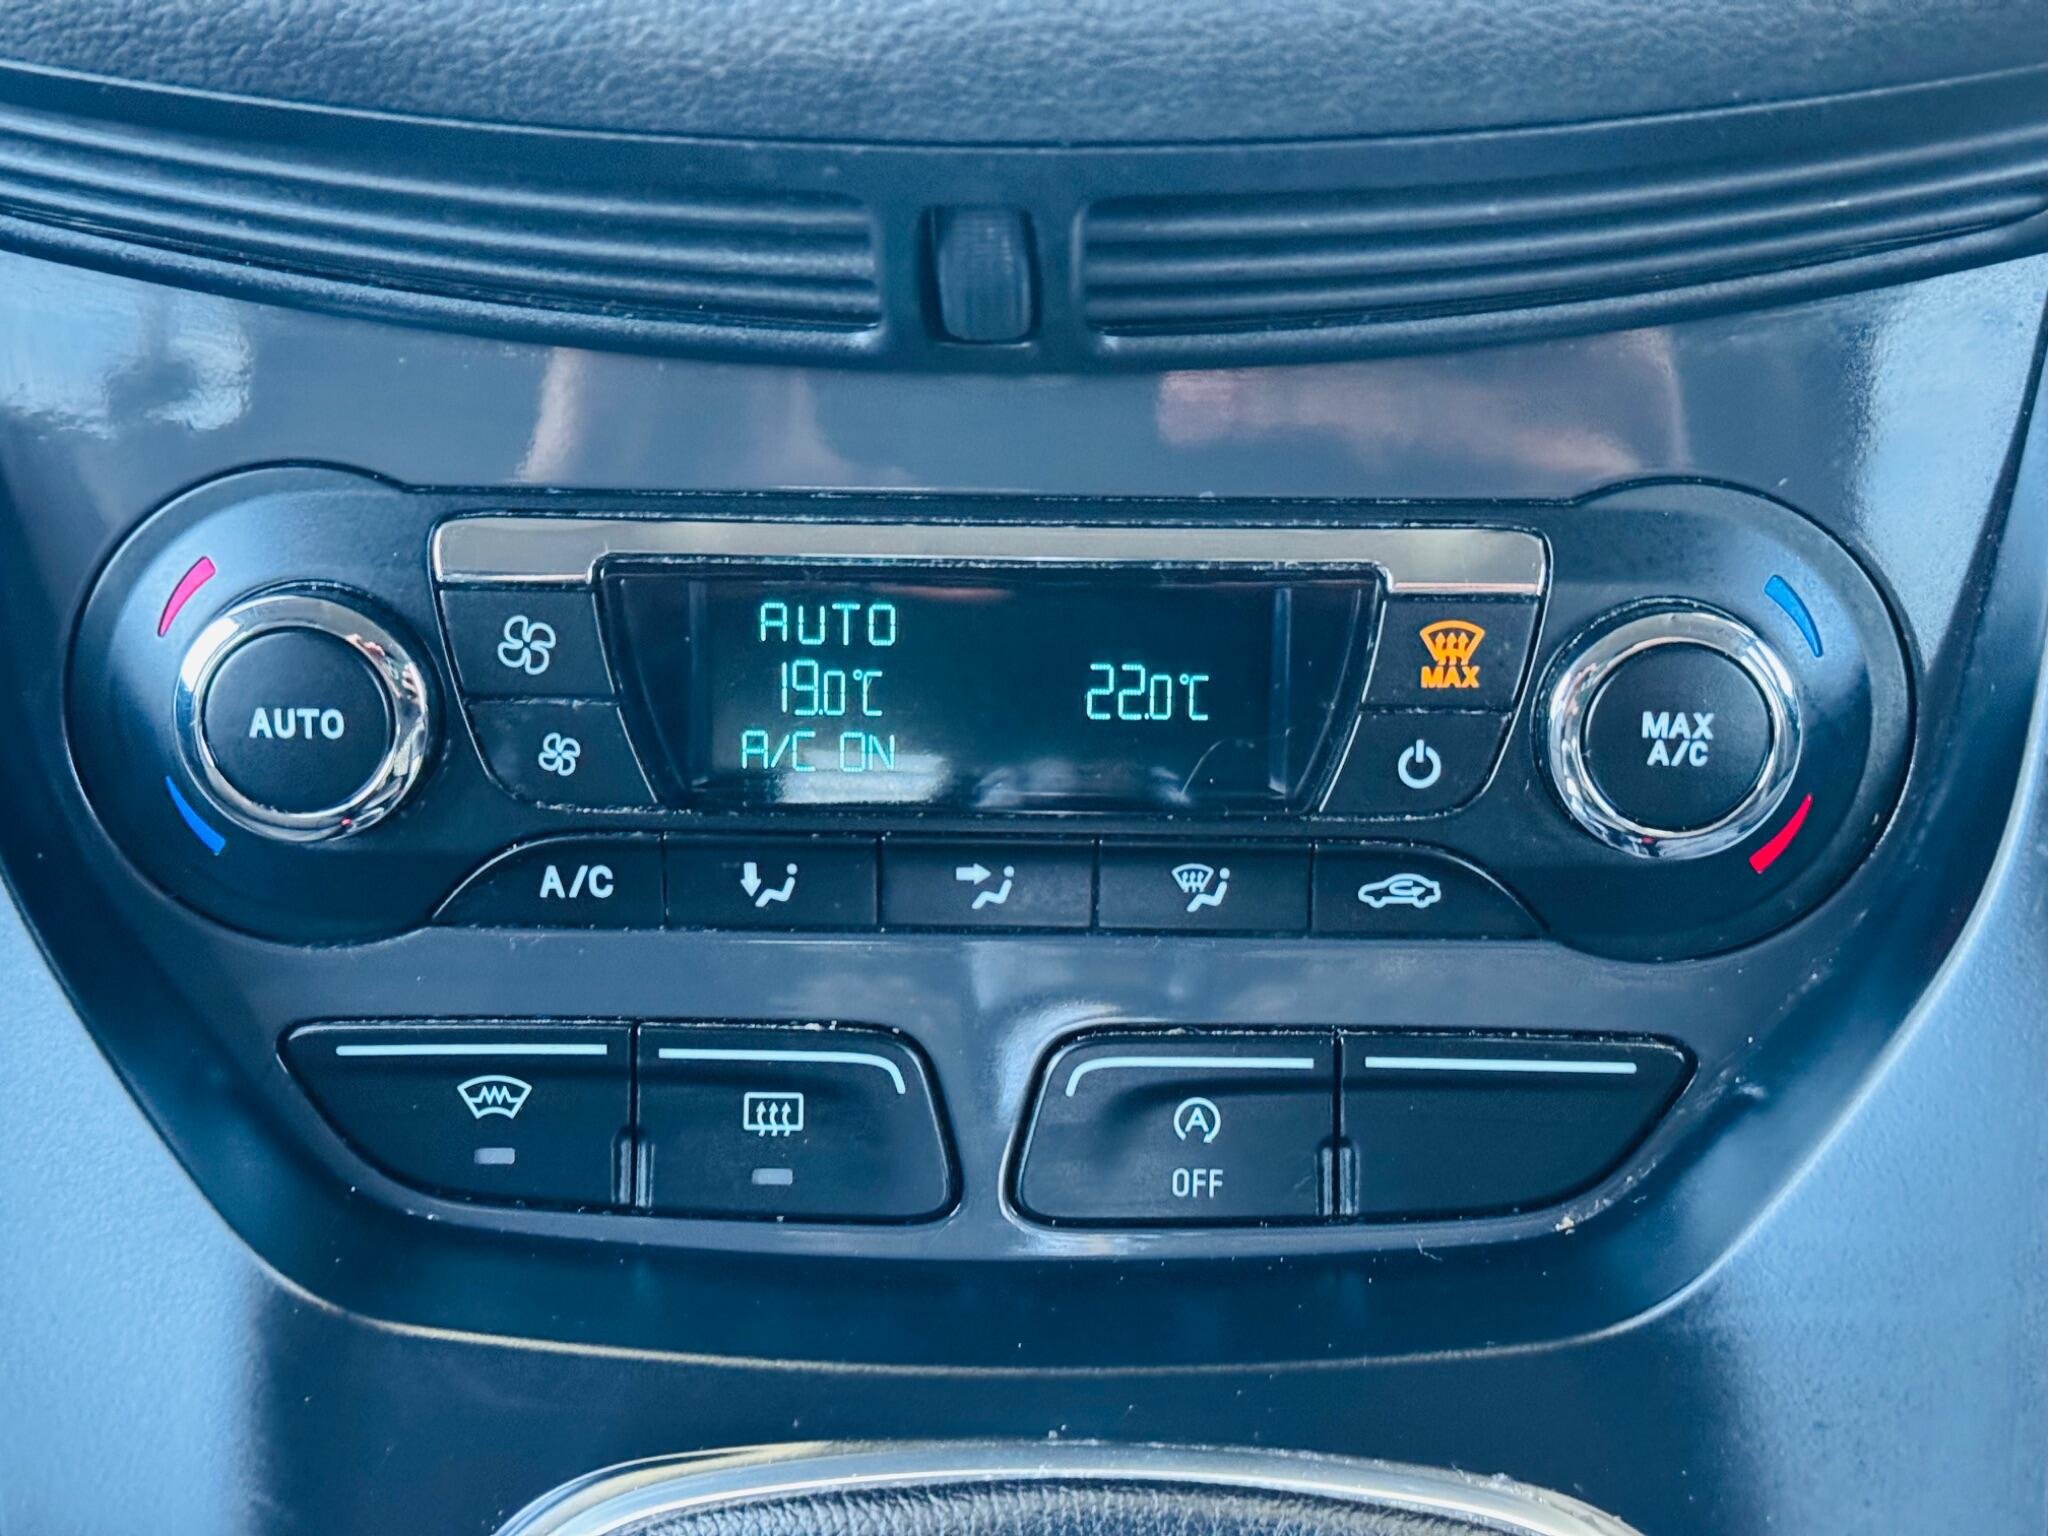 AUTO
19.0°C
22.0°C
A/C ON
AUTO
MAX
MAX
A/C
A/C
A
OFF